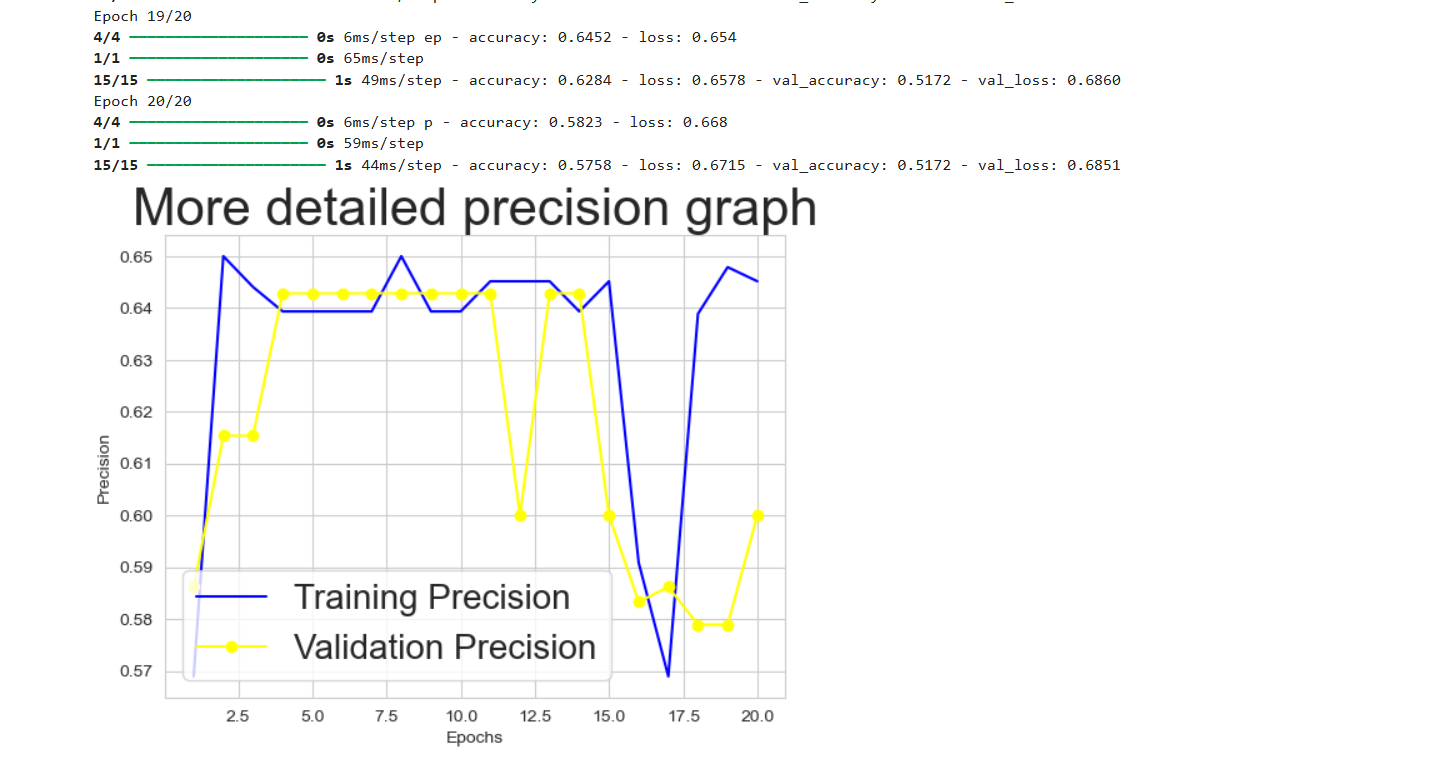 Epoch 19/20
4/4 ━━━━━━━━━━━━━━━━━━━━ 0s 6ms/step ep - accuracy: 0.6452 - loss: 0.654
1/1 ━━━━━━━━━━━━━━━━━━━━ 0s 65ms/step
15/15 ━━━━━━━━━━━━━━━━━━━━ 1s 49ms/step - accuracy: 0.6284 - loss: 0.6578 - val_accuracy: 0.5172 - val_loss: 0.6860
Epoch 20/20
4/4 ━━━━━━━━━━━━━━━━━━━━ 0s 6ms/step p - accuracy: 0.5823 - loss: 0.668
1/1 ━━━━━━━━━━━━━━━━━━━━ 0s 59ms/step
15/15 ━━━━━━━━━━━━━━━━━━━━ 1s 44ms/step - accuracy: 0.5758 - loss: 0.6715 - val_accuracy: 0.5172 - val_loss: 0.6851
More detailed precision graph
0.65
0.64
0.63
0.62
0.61
0.60
0.59
0.58
0.57
Precision
Training Precision
Validation Precision
2.5 5.0 7.5 10.0 12.5 15.0 17.5 20.0
Epochs